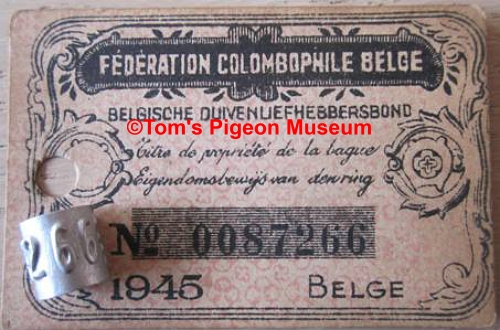 FÉDÉRATION COLOMBOPHILE BELGE
BELGISCHE DUIVENLIEFHEBBERSBOND
©Tom's Pigeon Museum
Titre de propriété de la bague
Eigendomsbewijs van den ring
No 0087266
266
1945 BELGE